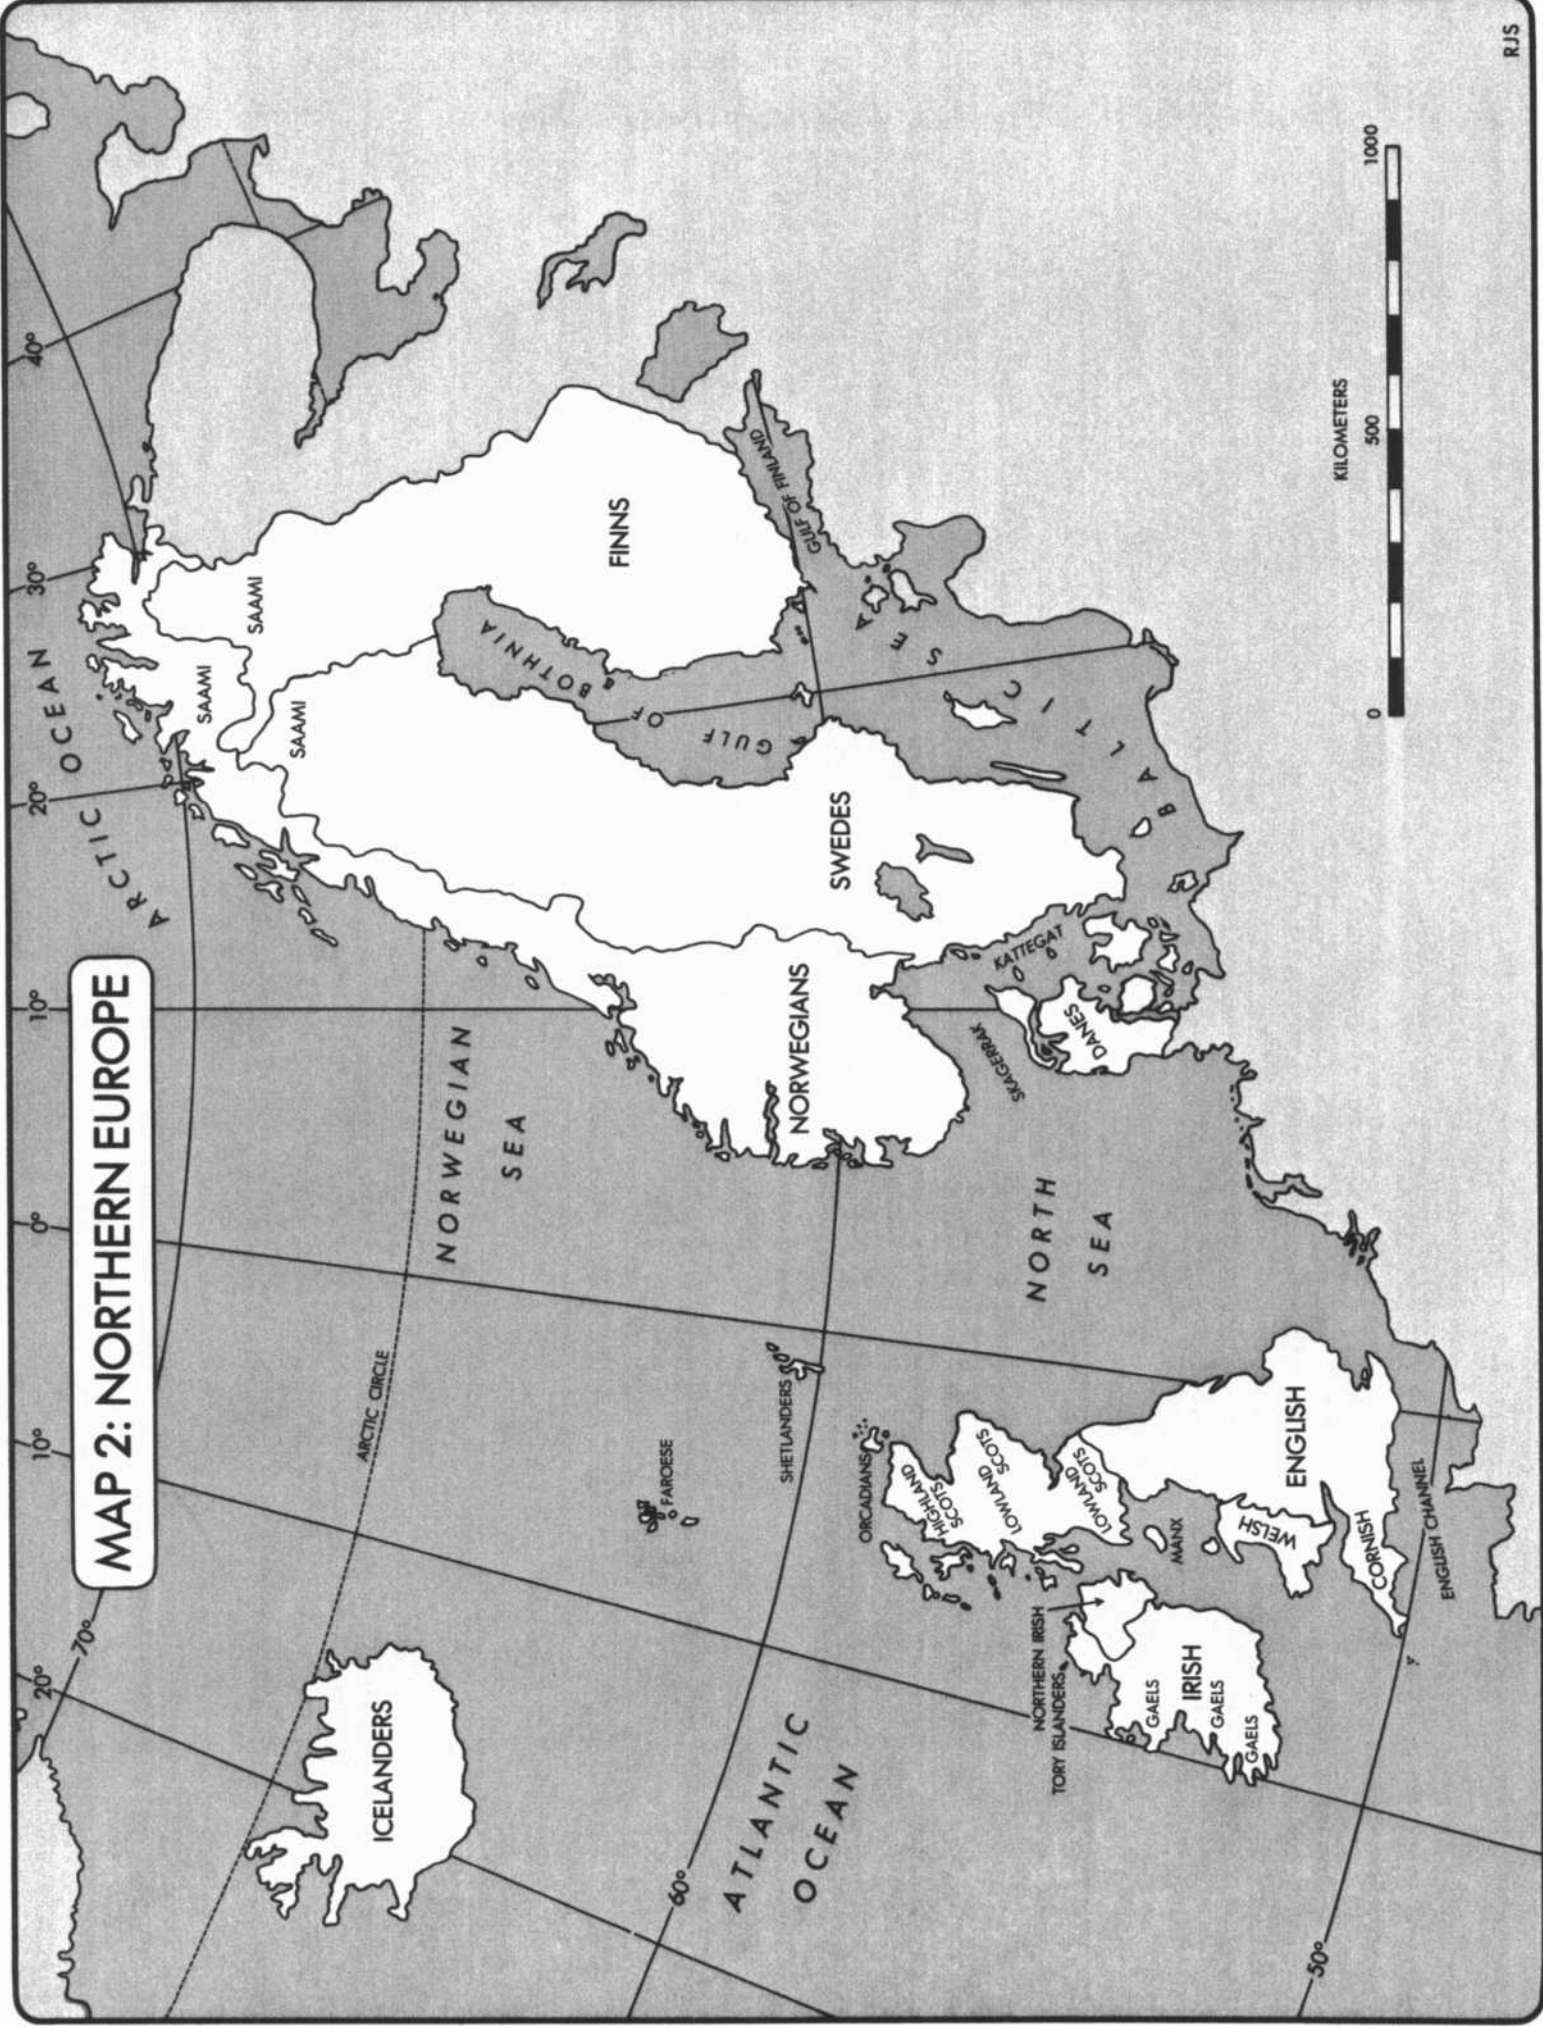 MAP 2: NORTHERN EUROPE
20°
10°
0°
10°
20°
30°
40°
70°
60°
50°
ARCTIC OCEAN
ARCTIC CIRCLE
NORWEGIAN
SEA
ICELANDERS
FAROESE
SHETLANDERS
ORCADIANS
ATLANTIC
OCEAN
NORTH
SEA
SAAMI
SAAMI
SAAMI
FINNS
SWEDES
NORWEGIANS
DANES
GULF OF BOTHNIA
GULF OF FINLAND
BALTIC SEA
KATTEGAT
SKAGERRAK
HIGHLAND
SCOTS
LOWLAND
SCOTS
LOWLAND
SCOTS
NORTHERN IRISH
TORY ISLANDERS
GAELS
IRISH
GAELS
GAELS
MANX
WELSH
ENGLISH
CORNISH
ENGLISH CHANNEL
KILOMETERS
0
500
1000
RJS